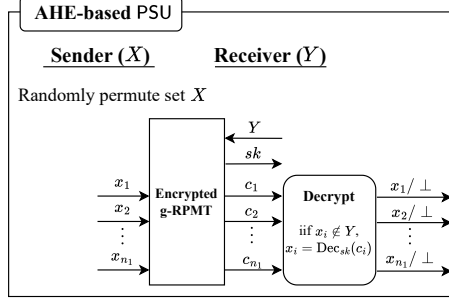 AHE-based PSU
Sender (X) Receiver (Y)
Randomly permute set X
Y
sk
x₁ c₁ x₁/ ⊥
x₂ c₂ x₂/ ⊥
⋮ ⋮ ⋮
xₙ₁ cₙ₁ xₙ₁/ ⊥
Encrypted
g-RPMT
Decrypt
iif xᵢ ∉ Y,
xᵢ = Dec_sk(cᵢ)